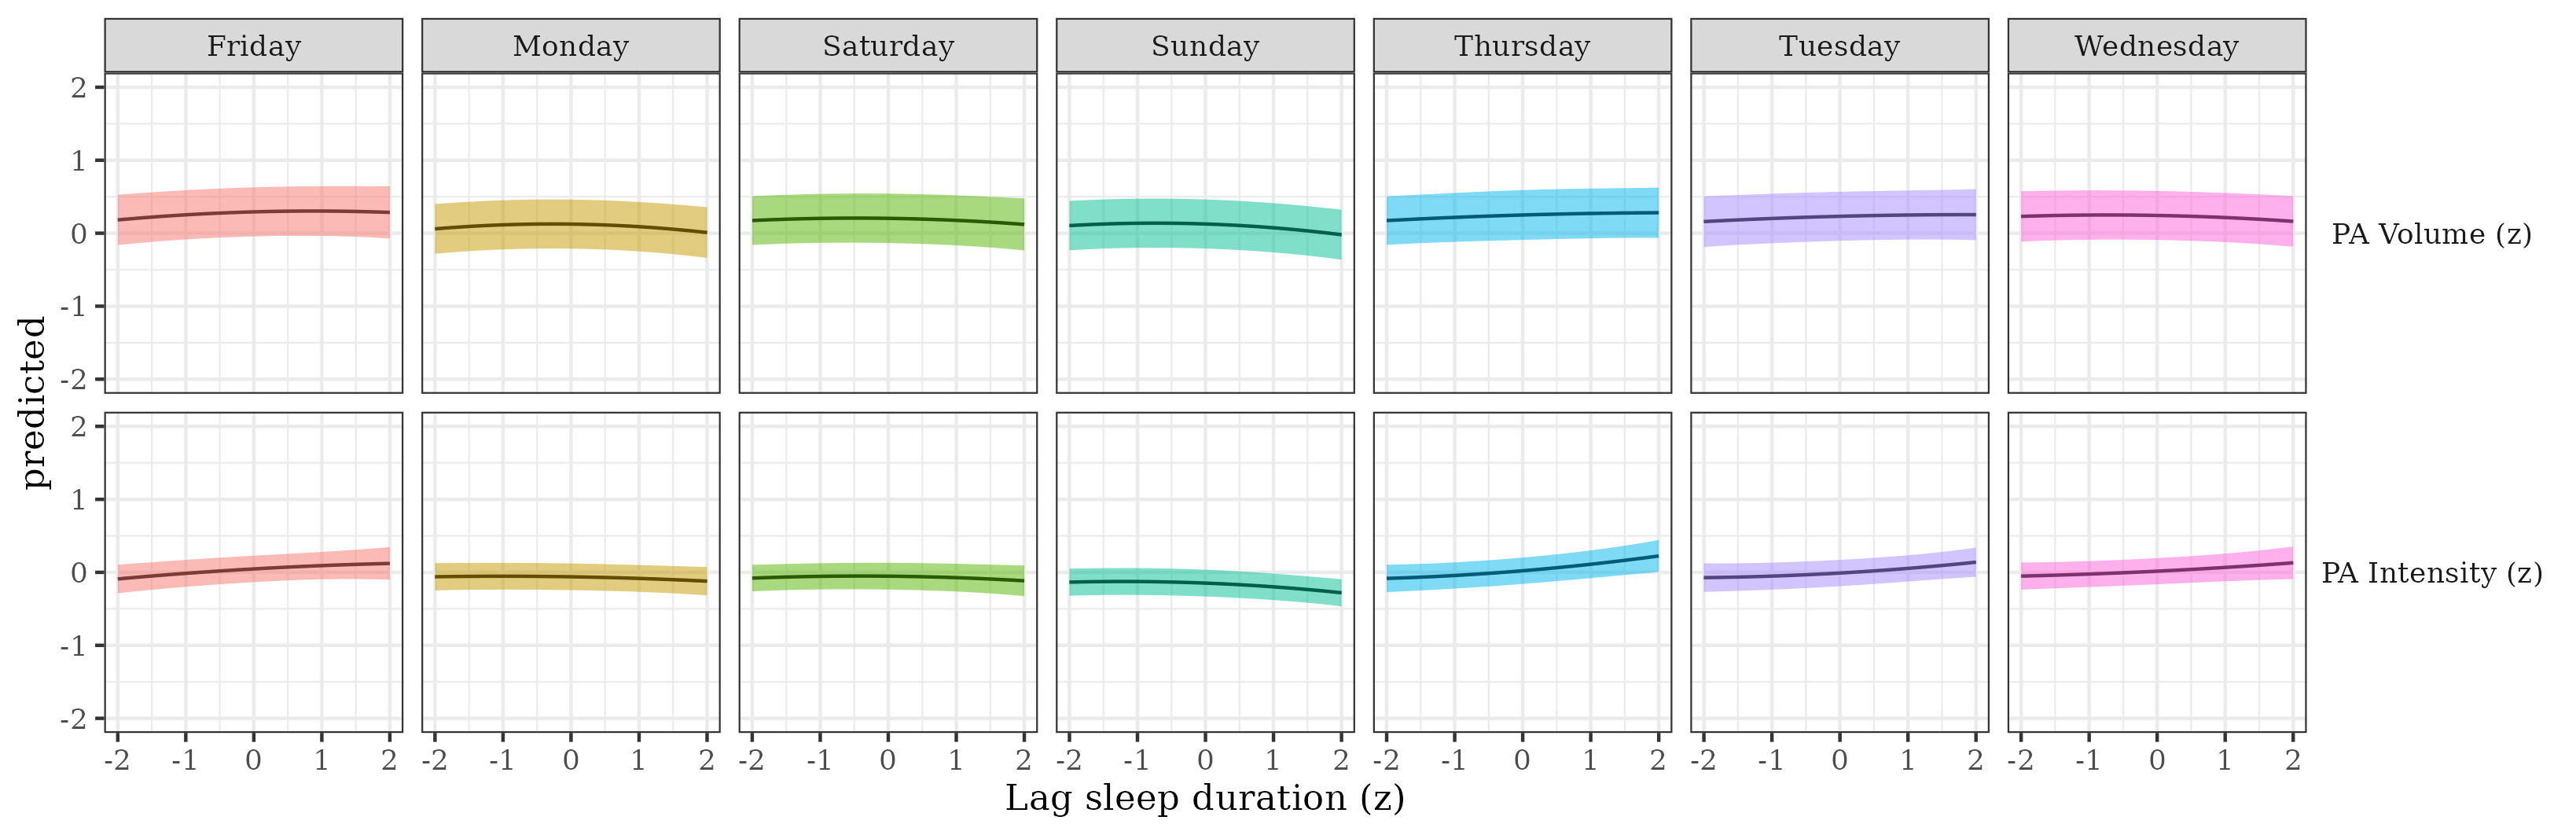 Friday Monday Saturday Sunday Thursday Tuesday Wednesday
2
1
0
-1
-2
PA Volume (z)
predicted
2
1
0
-1
-2
PA Intensity (z)
-2 -1 0 1 2 -2 -1 0 1 2 -2 -1 0 1 2 -2 -1 0 1 2 -2 -1 0 1 2 -2 -1 0 1 2 -2 -1 0 1 2
Lag sleep duration (z)